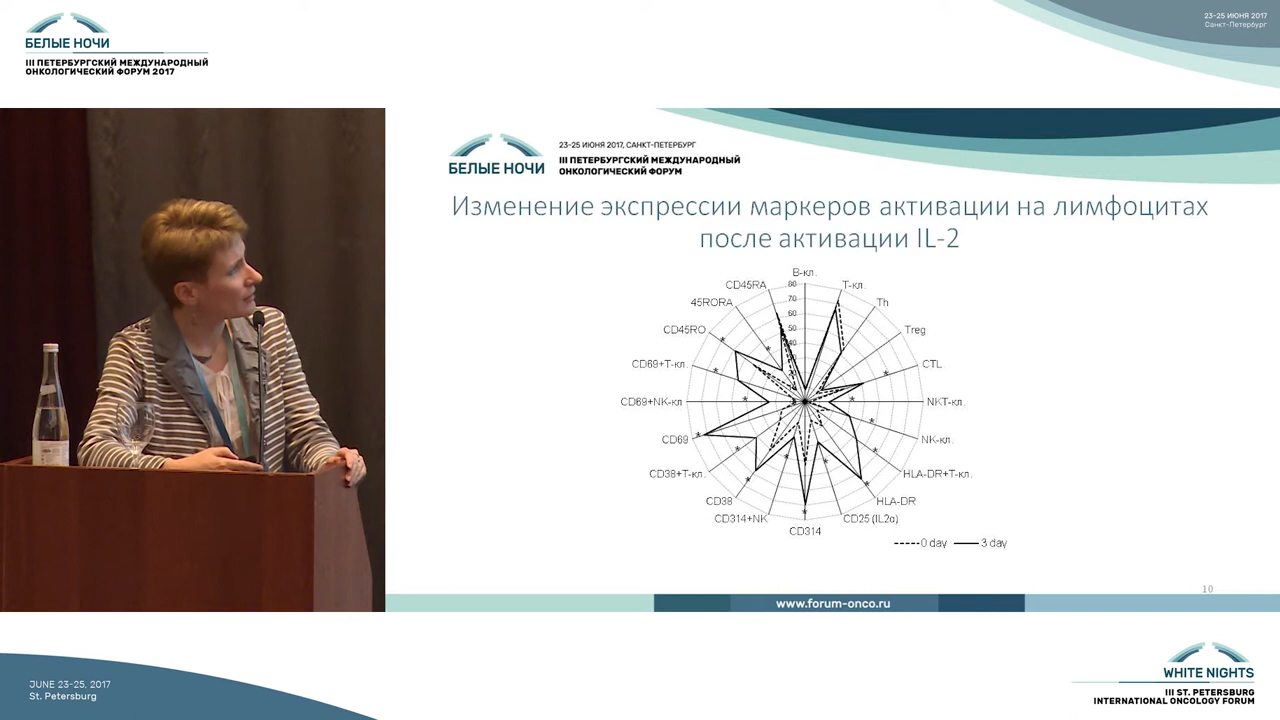 БЕЛЫЕ НОЧИ
III ПЕТЕРБУРГСКИЙ МЕЖДУНАРОДНЫЙ
ОНКОЛОГИЧЕСКИЙ ФОРУМ 2017
23-25 ИЮНЯ 2017
Санкт-Петербург
БЕЛЫЕ НОЧИ
23-25 ИЮНЯ 2017, САНКТ-ПЕТЕРБУРГ
III ПЕТЕРБУРГСКИЙ МЕЖДУНАРОДНЫЙ
ОНКОЛОГИЧЕСКИЙ ФОРУМ
Изменение экспрессии маркеров активации на лимфоцитах
после активации IL-2
В-кл.
Т-кл.
Th
Treg
CTL
NKT-кл.
NK-кл.
HLA-DR+T-кл.
HLA-DR
CD25 (IL2α)
CD314
CD314+NK
CD38
CD38+T-кл.
CD69
CD69+NK-кл
CD69+T-кл.
CD45RO
45RORA
CD45RA
80
70
60
50
0 day
3 day
10
www.forum-onco.ru
JUNE 23-25, 2017
St. Petersburg
WHITE NIGHTS
III ST. PETERSBURG
INTERNATIONAL ONCOLOGY FORUM